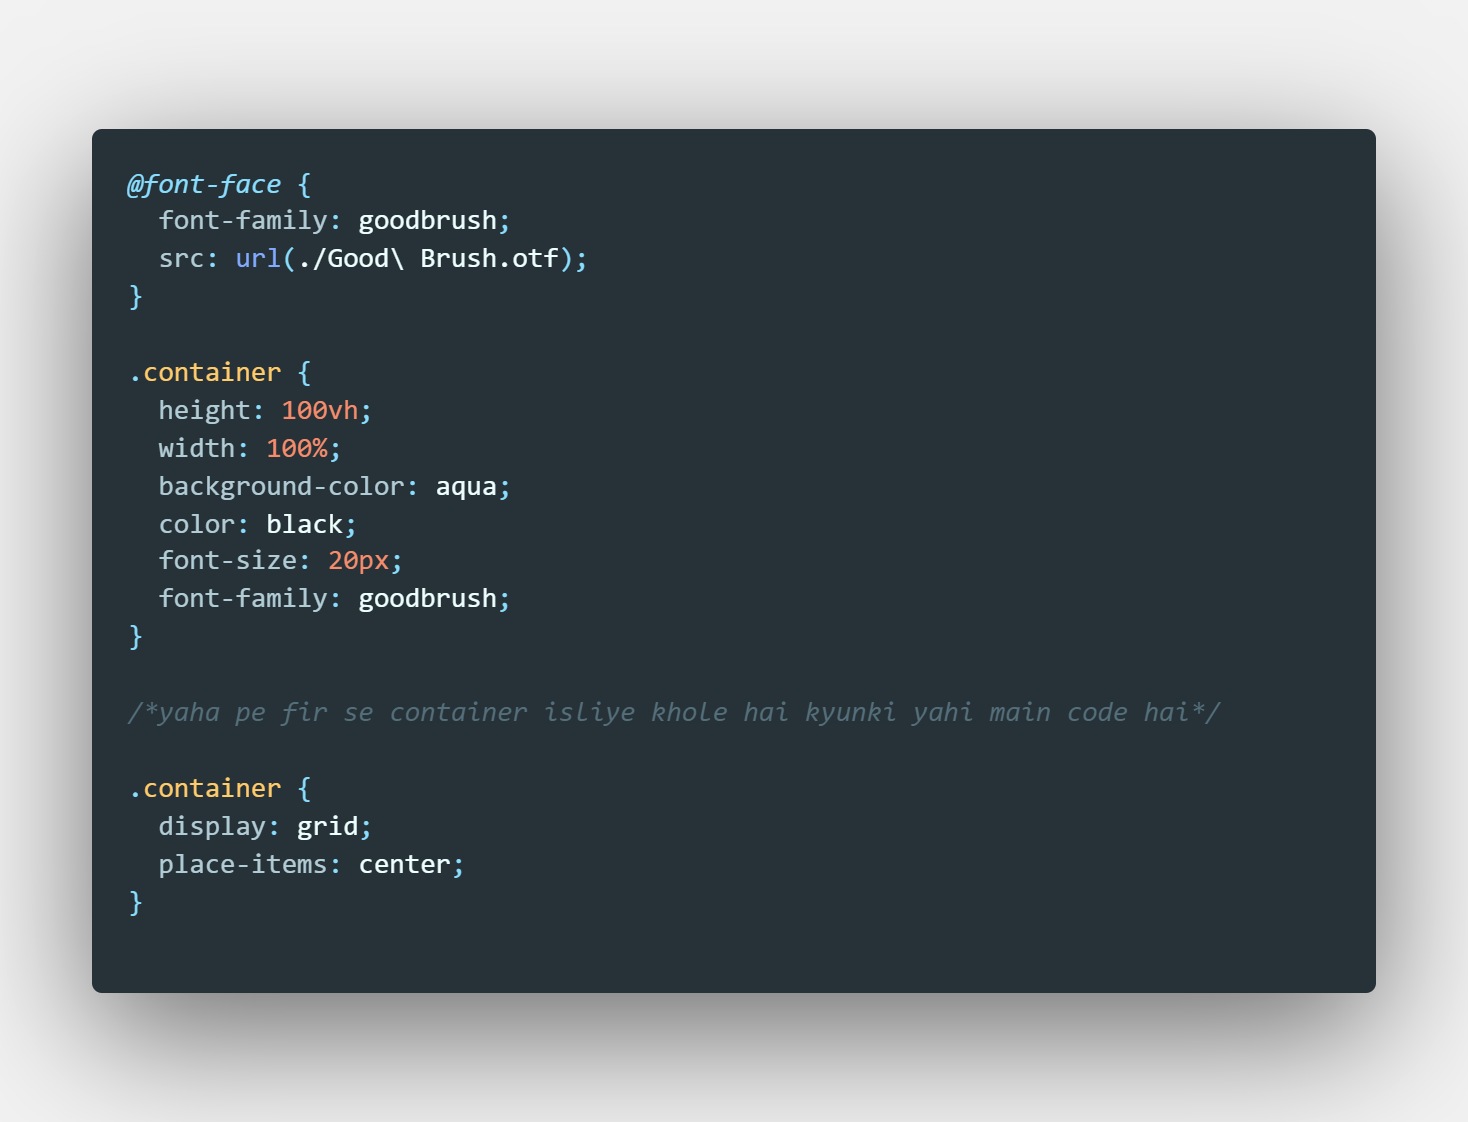 @font-face {
  font-family: goodbrush;
  src: url(./Good\ Brush.otf);
}
.container {
  height: 100vh;
  width: 100%;
  background-color: aqua;
  color: black;
  font-size: 20px;
  font-family: goodbrush;
}
/*yaha pe fir se container isliye khole hai kyunki yahi main code hai*/
.container {
  display: grid;
  place-items: center;
}